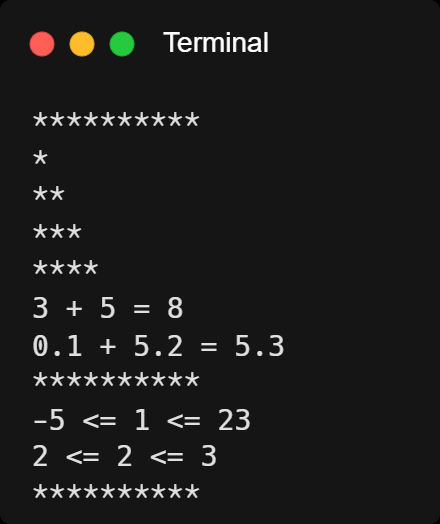 Terminal
**********
*
**
***
****
3 + 5 = 8
0.1 + 5.2 = 5.3
**********
-5 <= 1 <= 23
2 <= 2 <= 3
**********